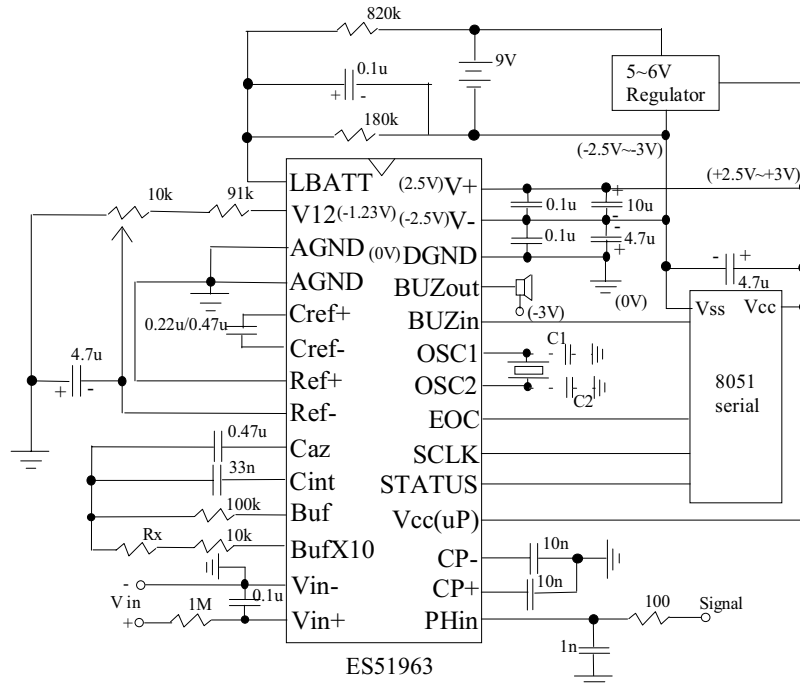 820k
9V
0.1u
+ -
5~6V
Regulator
180k
(-2.5V~-3V)
10k
91k
LBATT
V12(-1.23V)
AGND
AGND
Cref+
Cref-
Ref+
Ref-
Caz
Cint
Buf
BufX10
Vin-
Vin+
(2.5V)V+
(-2.5V)V-
(0V)DGND
BUZout
BUZin
OSC1
OSC2
EOC
SCLK
STATUS
Vcc(uP)
CP-
CP+
PHin
0.22u/0.47u
4.7u
+ -
0.47u
33n
100k
Rx
10k
-
Vin
+
1M
0.1u
(+2.5V~+3V)
0.1u
+
10u
-
0.1u
-
4.7u
+
(-3V)
(0V)
- +
4.7u
Vss Vcc
C1
C2
8051
serial
10n
10n
100
Signal
1n
ES51963